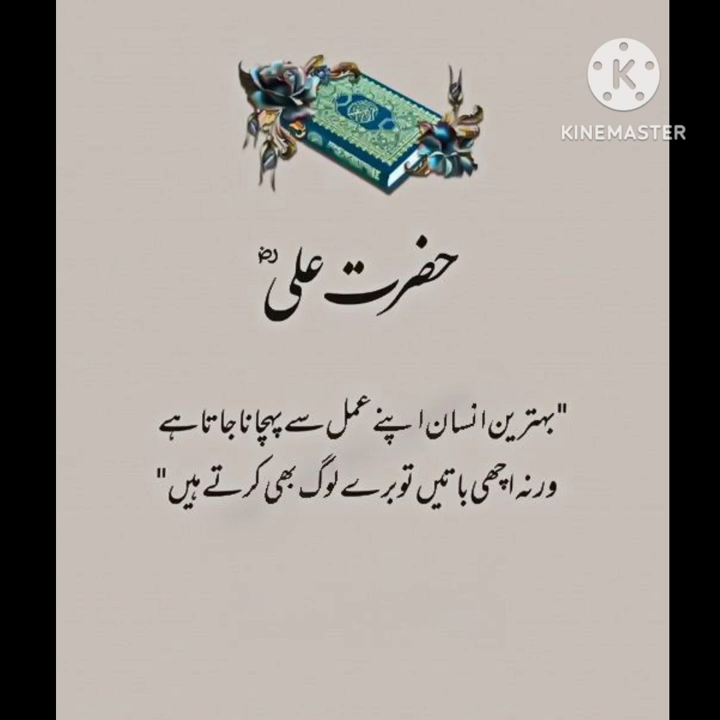 KINEMASTER
حضرت علی رض
"بہترین انسان اپنے عمل سے پہچانا جاتا ہے
ورنہ اچھی باتیں تو برے لوگ بھی کرتے ہیں"